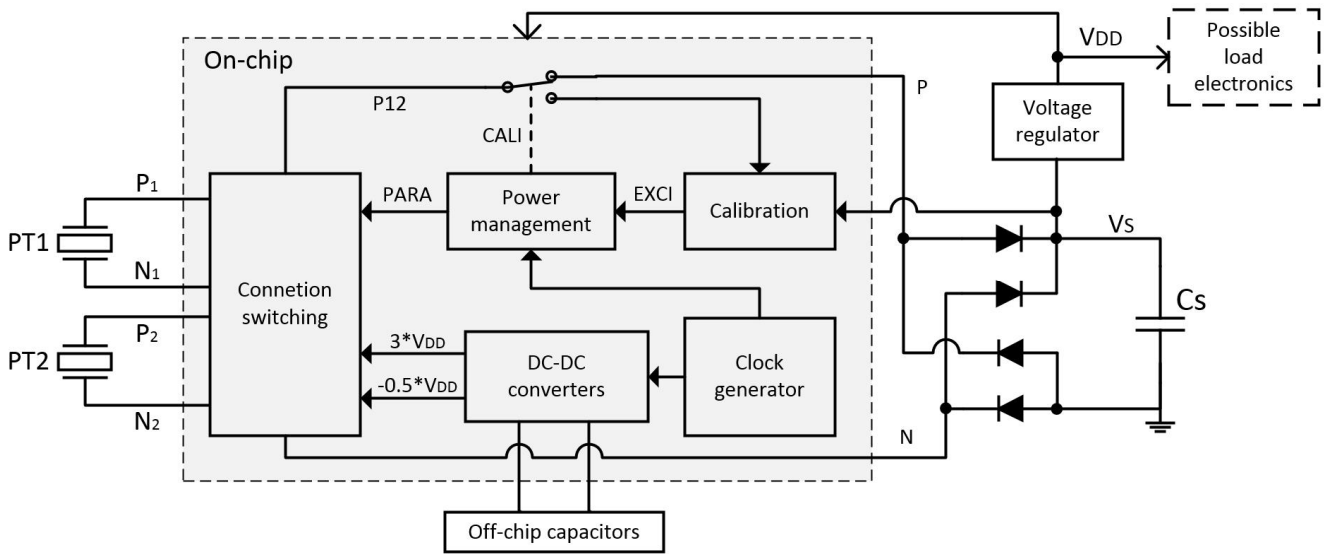 On-chip
VDD
Possible
load
electronics
P12
P
Voltage
regulator
CALI
P1
PARA
Power
management
EXCI
Calibration
PT1
N1
Connetion
switching
VS
P2
PT2
N2
3*VDD
-0.5*VDD
DC-DC
converters
Clock
generator
CS
N
Off-chip capacitors